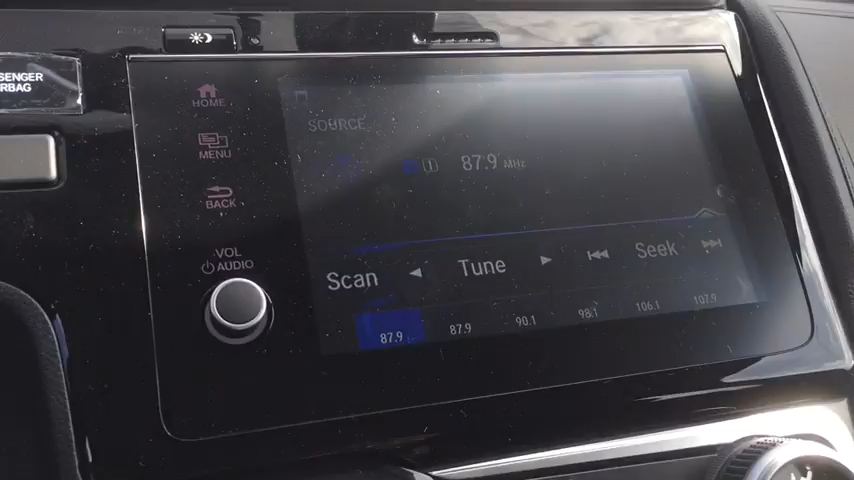 SENGER
RBAG
HOME
MENU
BACK
VOL
AUDIO
SOURCE
1 87.9 MHz
Scan Tune Seek
87.9 87.9 90.1 98.1 106.1 107.9